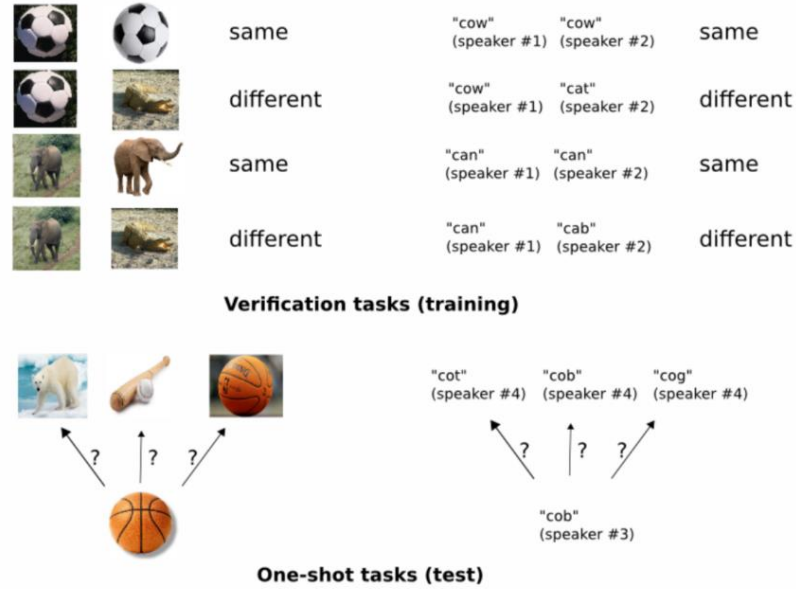 same "cow" "cow" same
(speaker #1) (speaker #2)
different "cow" "cat" different
(speaker #1) (speaker #2)
same "can" "can" same
(speaker #1) (speaker #2)
different "can" "cab" different
(speaker #1) (speaker #2)
Verification tasks (training)
"cot" "cob" "cog"
(speaker #4) (speaker #4) (speaker #4)
? ? ? ? ? ?
"cob"
(speaker #3)
One-shot tasks (test)